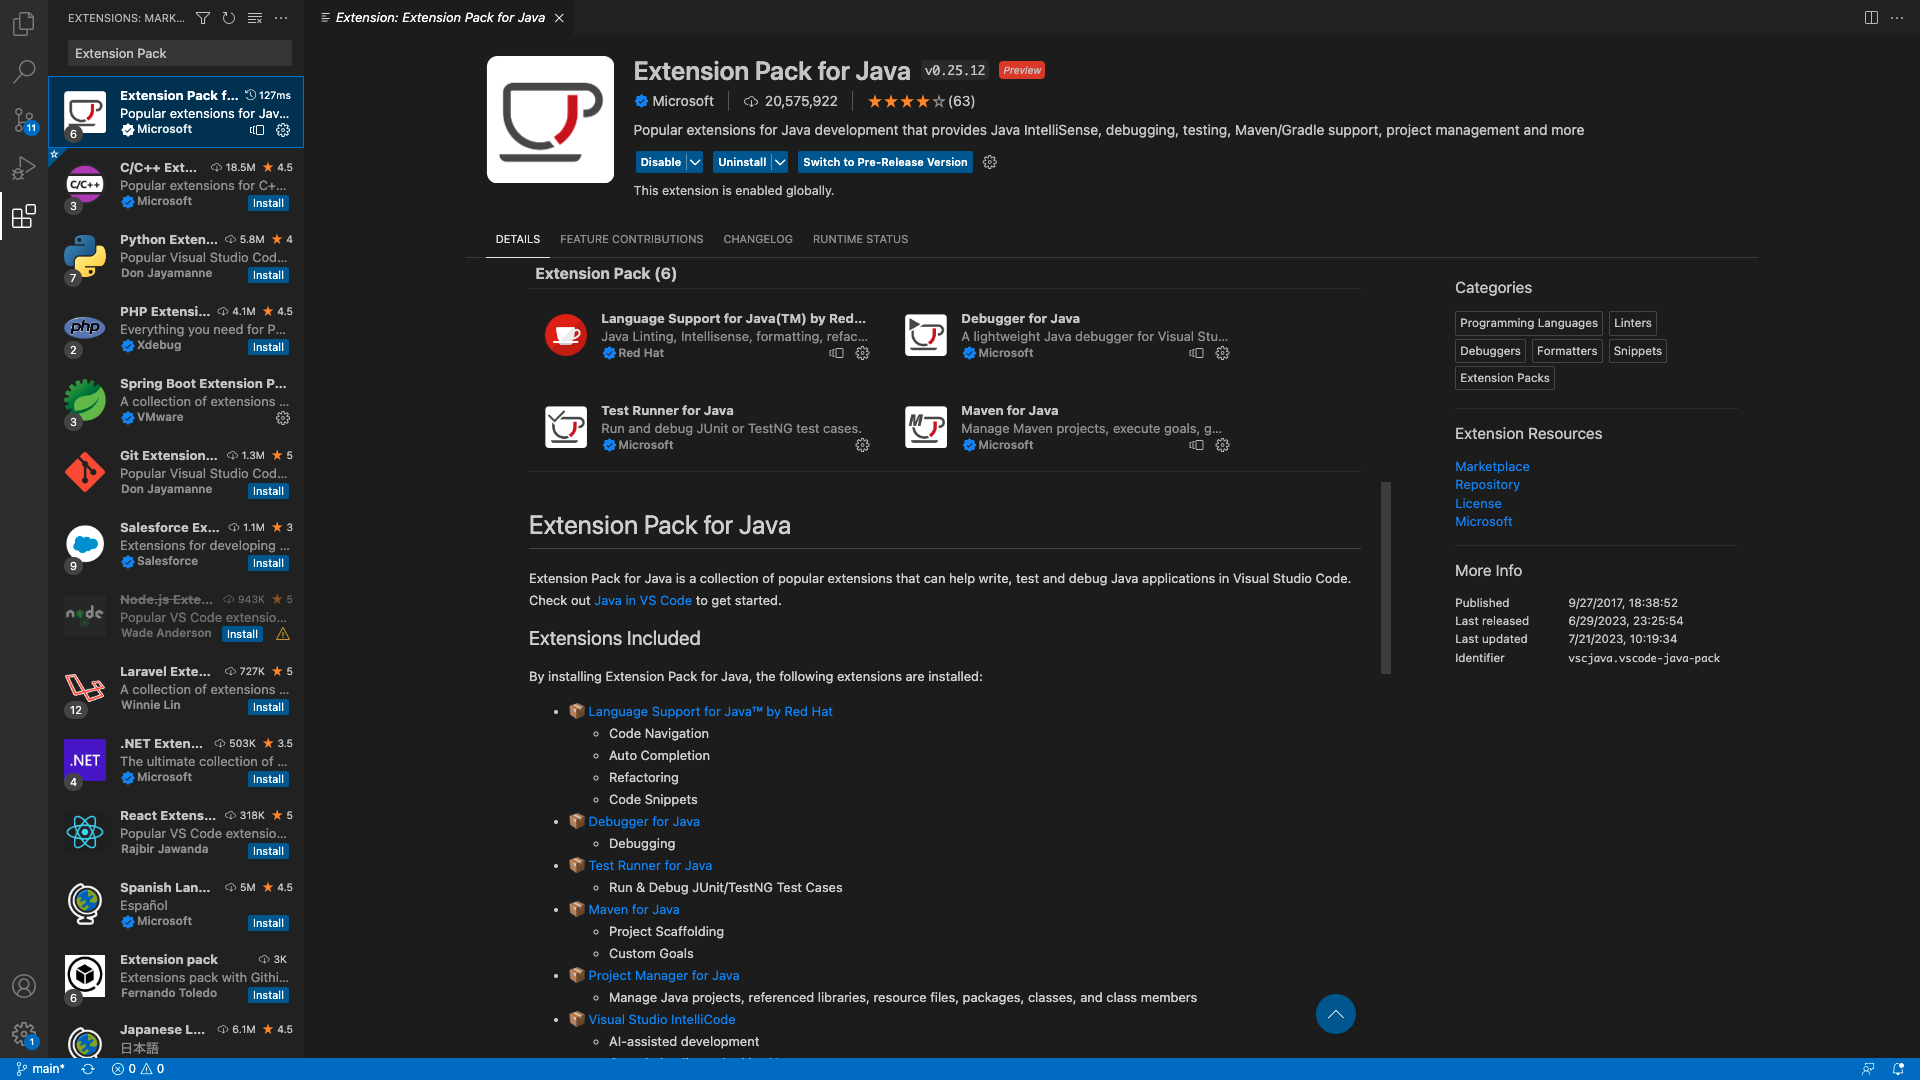 EXTENSIONS: MARK...
Extension: Extension Pack for Java
Extension Pack
Extension Pack f... 127ms
Popular extensions for Jav...
Microsoft
6
C/C++ Ext... 18.5M 4.5
Popular extensions for C+...
Microsoft Install
C/C++
3
Python Exten... 5.8M 4
Popular Visual Studio Cod...
Don Jayamanne Install
7
PHP Extensi... 4.1M 4.5
Everything you need for P...
Xdebug Install
php
2
Spring Boot Extension P...
A collection of extensions ...
VMware
3
Git Extension... 1.3M 5
Popular Visual Studio Cod...
Don Jayamanne Install
Salesforce Ex... 1.1M 3
Extensions for developing ...
Salesforce Install
9
Node.js Exte... 943K 5
Popular VS Code extensio...
Wade Anderson Install
node
Laravel Exte... 727K 5
A collection of extensions ...
Winnie Lin Install
12
.NET Exten... 503K 3.5
The ultimate collection of ...
Microsoft Install
.NET
4
React Extens... 318K 5
Popular VS Code extensio...
Rajbir Jawanda Install
Spanish Lan... 5M 4.5
Español
Microsoft Install
Extension pack 3K
Extensions pack with Githi...
Fernando Toledo Install
6
Japanese L... 6.1M 4.5
日本語
11
1
Extension Pack for Java v0.25.12 Preview
Microsoft 20,575,922 (63)
Popular extensions for Java development that provides Java IntelliSense, debugging, testing, Maven/Gradle support, project management and more
Disable Uninstall Switch to Pre-Release Version
This extension is enabled globally.
DETAILS FEATURE CONTRIBUTIONS CHANGELOG RUNTIME STATUS
Extension Pack (6)
Language Support for Java(TM) by Red...
Java Linting, Intellisense, formatting, refac...
Red Hat
Debugger for Java
A lightweight Java debugger for Visual Stu...
Microsoft
Test Runner for Java
Run and debug JUnit or TestNG test cases.
Microsoft
Maven for Java
Manage Maven projects, execute goals, g...
Microsoft
M
Extension Pack for Java
Extension Pack for Java is a collection of popular extensions that can help write, test and debug Java applications in Visual Studio Code.
Check out Java in VS Code to get started.
Extensions Included
By installing Extension Pack for Java, the following extensions are installed:
• 📦 Language Support for Java™ by Red Hat
◦ Code Navigation
◦ Auto Completion
◦ Refactoring
◦ Code Snippets
• 📦 Debugger for Java
◦ Debugging
• 📦 Test Runner for Java
◦ Run & Debug JUnit/TestNG Test Cases
• 📦 Maven for Java
◦ Project Scaffolding
◦ Custom Goals
• 📦 Project Manager for Java
◦ Manage Java projects, referenced libraries, resource files, packages, classes, and class members
• 📦 Visual Studio IntelliCode
◦ AI-assisted development
Categories
Programming Languages Linters
Debuggers Formatters Snippets
Extension Packs
Extension Resources
Marketplace
Repository
License
Microsoft
More Info
Published 9/27/2017, 18:38:52
Last released 6/29/2023, 23:25:54
Last updated 7/21/2023, 10:19:34
Identifier vscjava.vscode-java-pack
main* 0 0